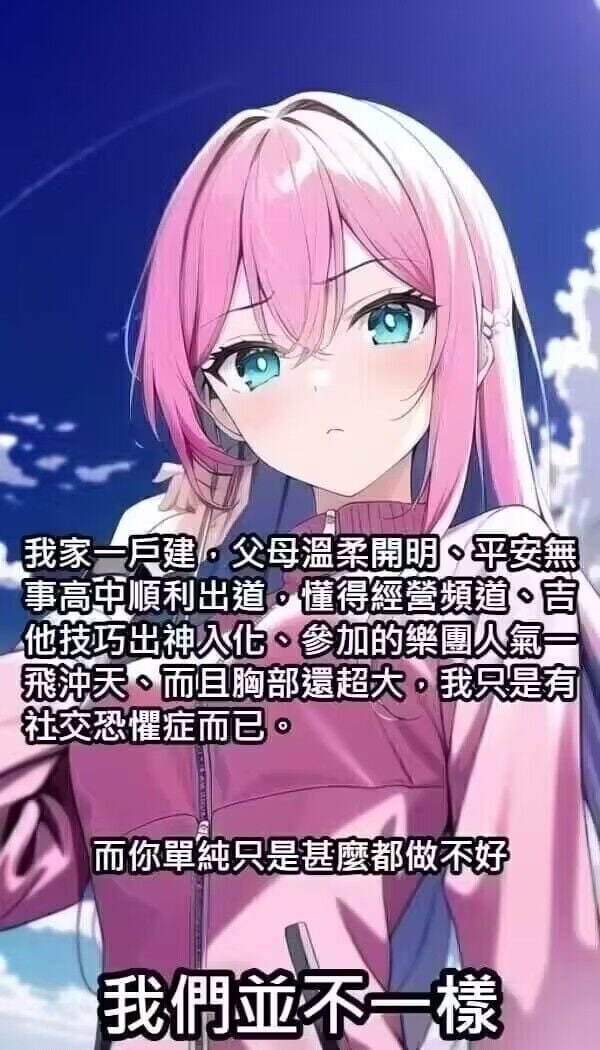 我家一戶建，父母溫柔開明、平安無
事高中順利出道，懂得經營頻道、吉
他技巧出神入化、參加的樂團人氣一
飛沖天、而且胸部還超大，我只是有
社交恐懼症而已。
而你單純只是甚麼都做不好
我們並不一樣